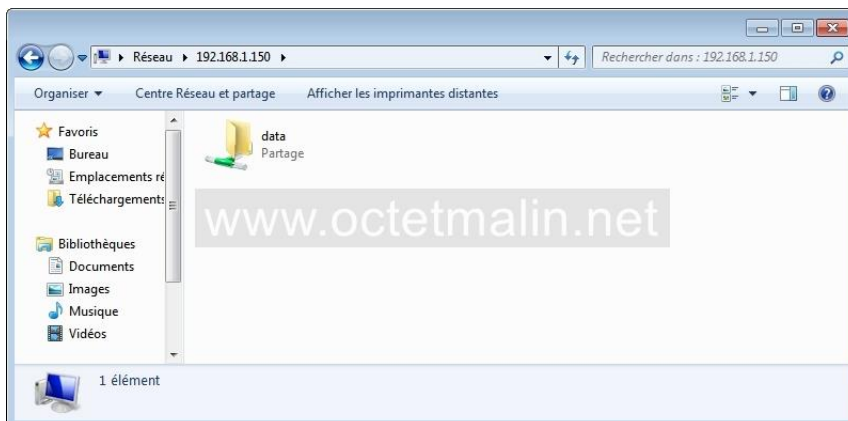 Réseau 192.168.1.150
Rechercher dans : 192.168.1.150
Organiser Centre Réseau et partage Afficher les imprimantes distantes
Favoris
Bureau
Emplacements ré
Téléchargements
Bibliothèques
Documents
Images
Musique
Vidéos
data
Partage
www.octetmalin.net
1 élément